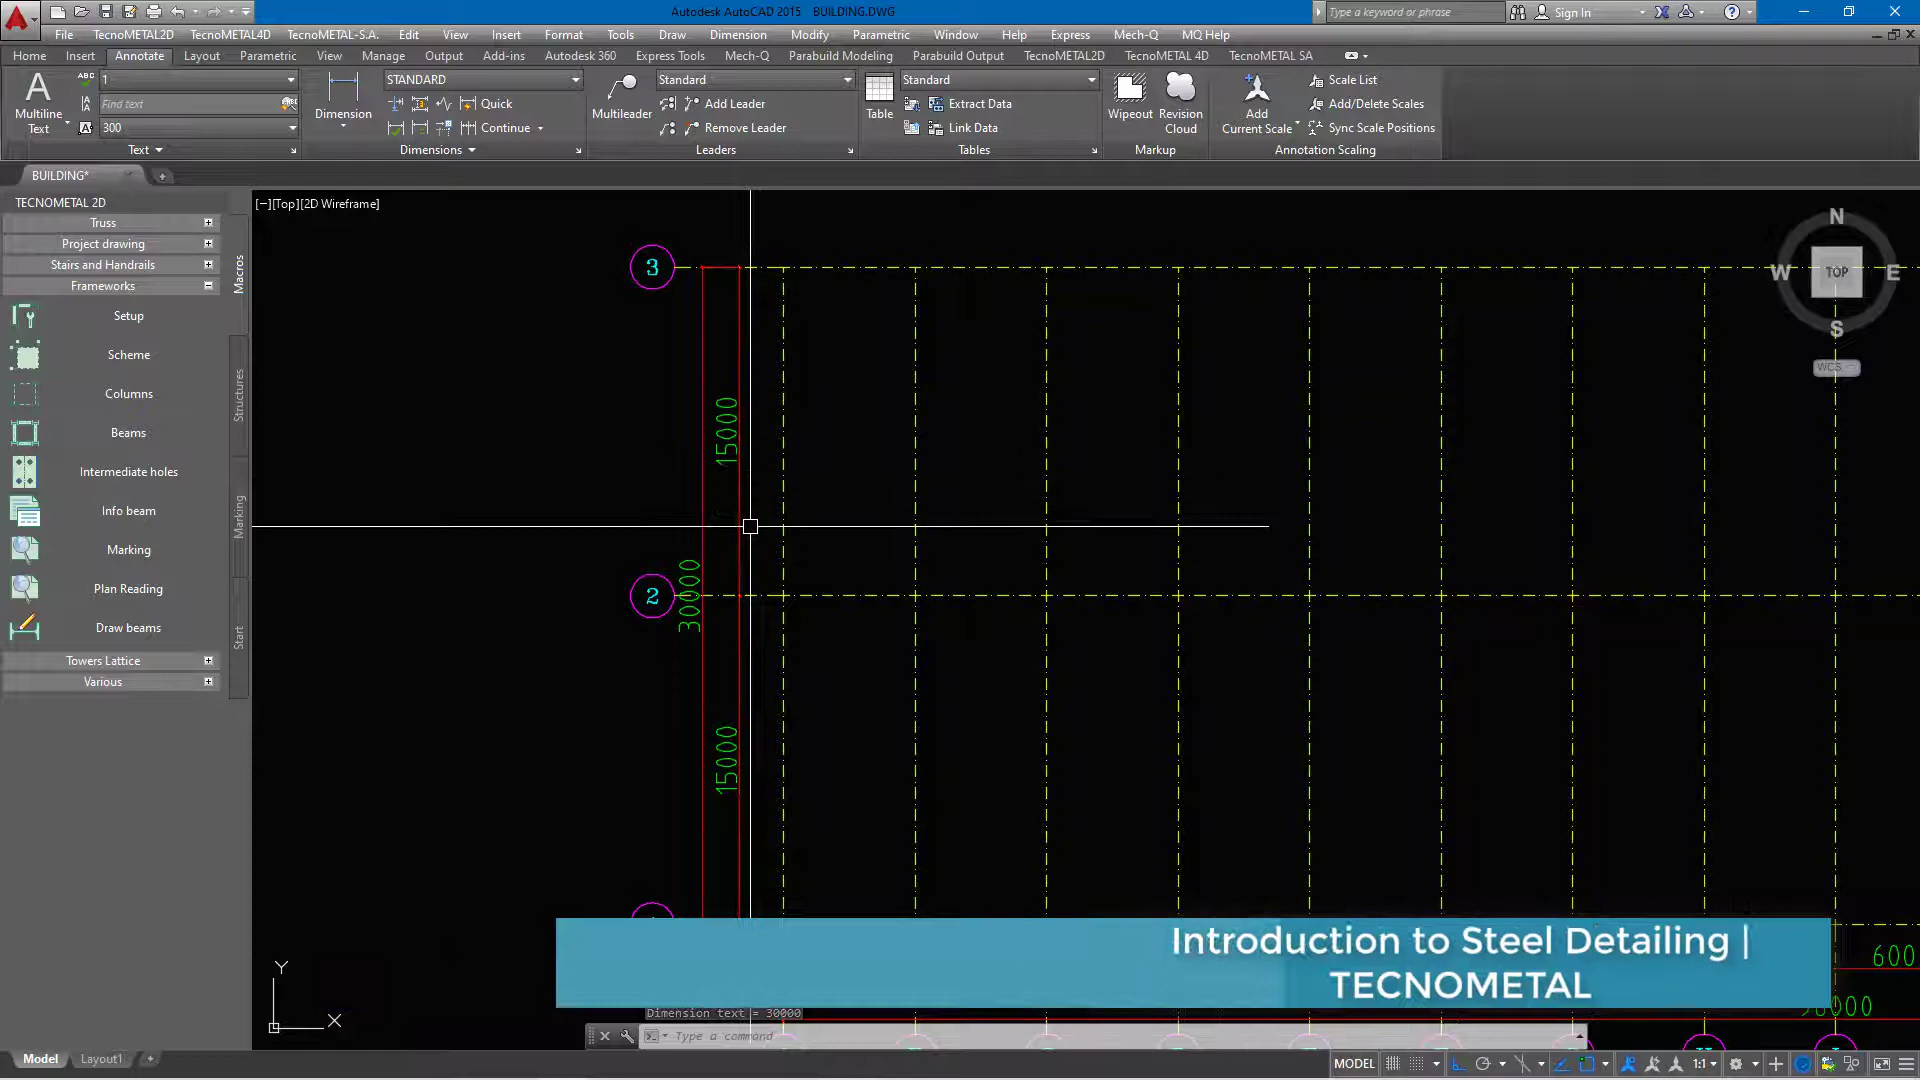 Autodesk AutoCAD 2015 BUILDING.DWG
Type a keyword or phrase
Sign In
File TecnoMETAL2D TecnoMETAL4D TecnoMETAL-S.A. Edit View Insert Format Tools Draw Dimension Modify Parametric Window Help Express Mech-Q MQ Help
Home Insert Annotate Layout Parametric View Manage Output Add-ins Autodesk 360 Express Tools Mech-Q Parabuild Modeling Parabuild Output TecnoMETAL2D TecnoMETAL 4D TecnoMETAL SA
A ABC 1 STANDARD Standard Standard Scale List
Find text Quick Add Leader Extract Data Add/Delete Scales
Multiline Text Dimension Multileader Table Wipeout Revision Cloud Add Current Scale
300 Continue Remove Leader Link Data Sync Scale Positions
Text Dimensions Leaders Tables Markup Annotation Scaling
BUILDING*
TECNOMETAL 2D
[−][Top][2D Wireframe]
Truss
Project drawing
Stairs and Handrails
Frameworks
Setup
Scheme
Columns
Beams
Intermediate holes
Info beam
Marking
Plan Reading
Draw beams
Towers Lattice
Various
Macros
Structures
Marking
Start
3
15000
2
30000
15000
N
W TOP E
S
WCS
Introduction to Steel Detailing |
TECNOMETAL
600
Dimension text = 30000
Type a command
Y
X
Model Layout1
MODEL 1:1